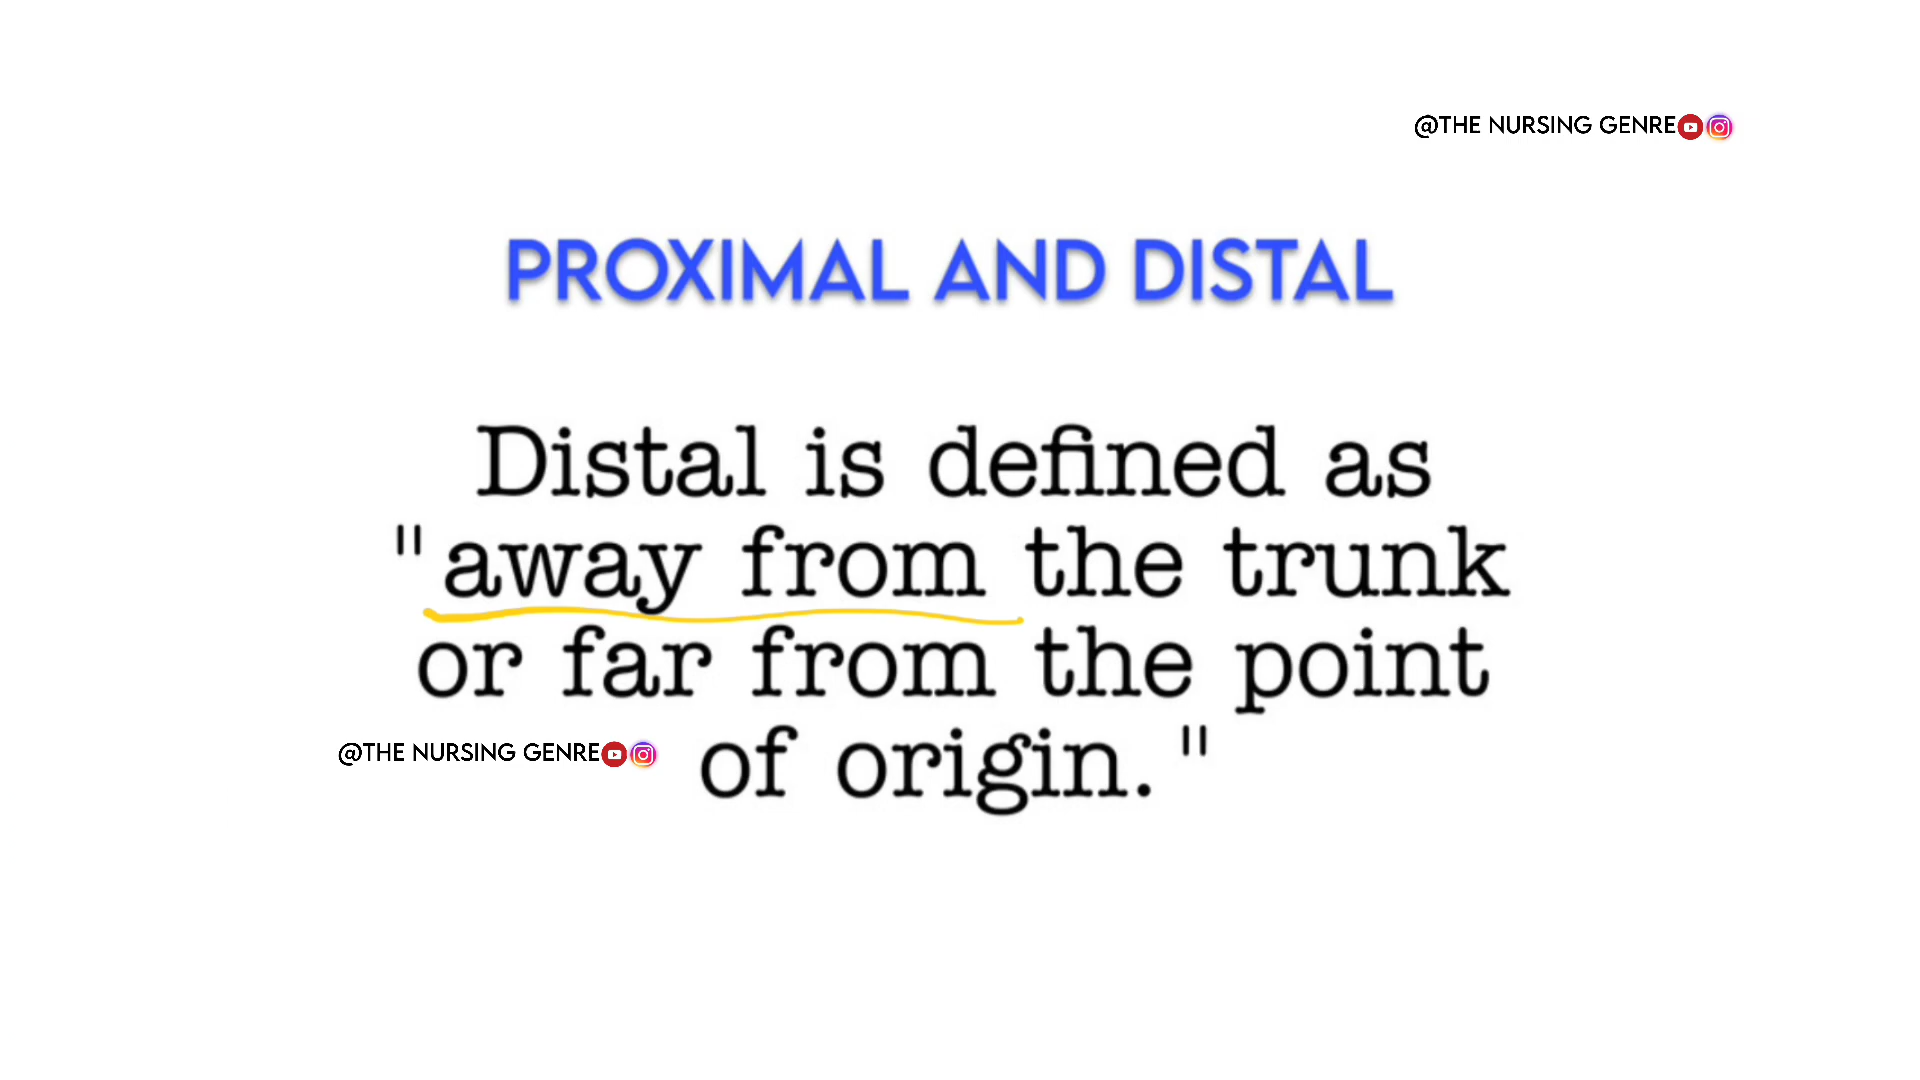 @THE NURSING GENRE
PROXIMAL AND DISTAL
Distal is defined as
"away from the trunk
or far from the point
of origin."
@THE NURSING GENRE